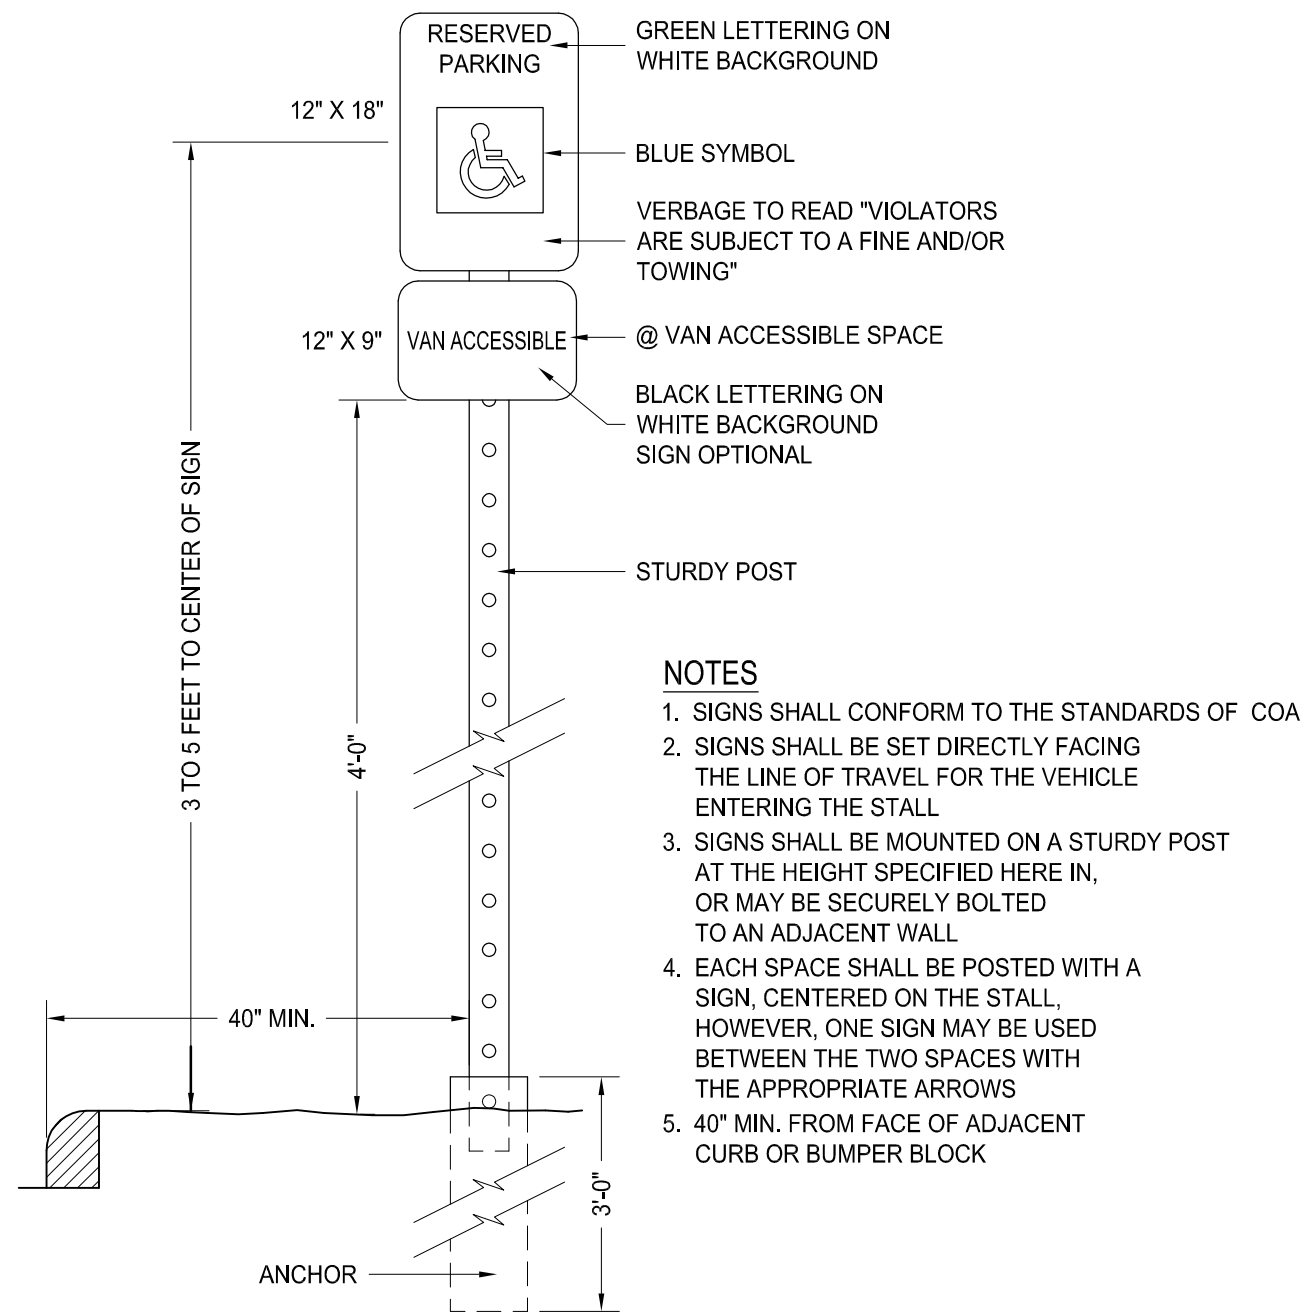 RESERVED
PARKING
GREEN LETTERING ON
WHITE BACKGROUND
12" X 18"
BLUE SYMBOL
VERBAGE TO READ "VIOLATORS
ARE SUBJECT TO A FINE AND/OR
TOWING"
12" X 9"
VAN ACCESSIBLE
@ VAN ACCESSIBLE SPACE
BLACK LETTERING ON
WHITE BACKGROUND
SIGN OPTIONAL
3 TO 5 FEET TO CENTER OF SIGN
4'-0"
STURDY POST
40" MIN.
3'-0"
ANCHOR
NOTES
1. SIGNS SHALL CONFORM TO THE STANDARDS OF COA
2. SIGNS SHALL BE SET DIRECTLY FACING
THE LINE OF TRAVEL FOR THE VEHICLE
ENTERING THE STALL
3. SIGNS SHALL BE MOUNTED ON A STURDY POST
AT THE HEIGHT SPECIFIED HERE IN,
OR MAY BE SECURELY BOLTED
TO AN ADJACENT WALL
4. EACH SPACE SHALL BE POSTED WITH A
SIGN, CENTERED ON THE STALL,
HOWEVER, ONE SIGN MAY BE USED
BETWEEN THE TWO SPACES WITH
THE APPROPRIATE ARROWS
5. 40" MIN. FROM FACE OF ADJACENT
CURB OR BUMPER BLOCK